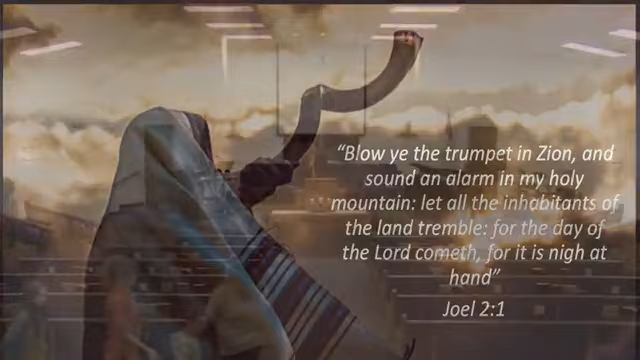 “Blow ye the trumpet in Zion, and
sound an alarm in my holy
mountain: let all the inhabitants of
the land tremble: for the day of
the Lord cometh, for it is nigh at
hand”
Joel 2:1